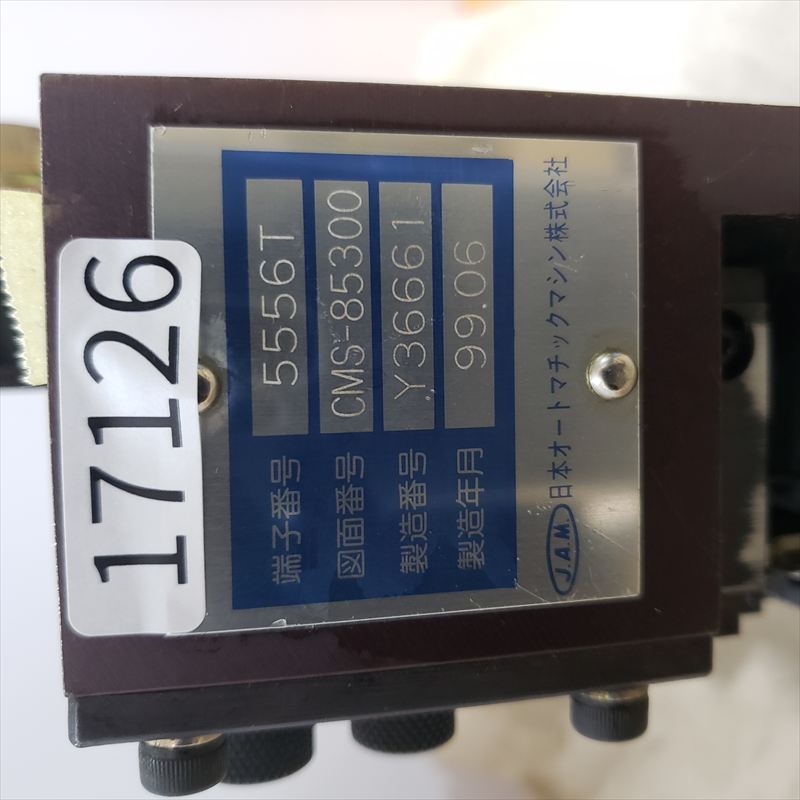 17126
端子番号 5556T
図面番号 CMS-85300
製造番号 Y36661
製造年月 99.06
J.A.M. 日本オートマチックマシン株式会社